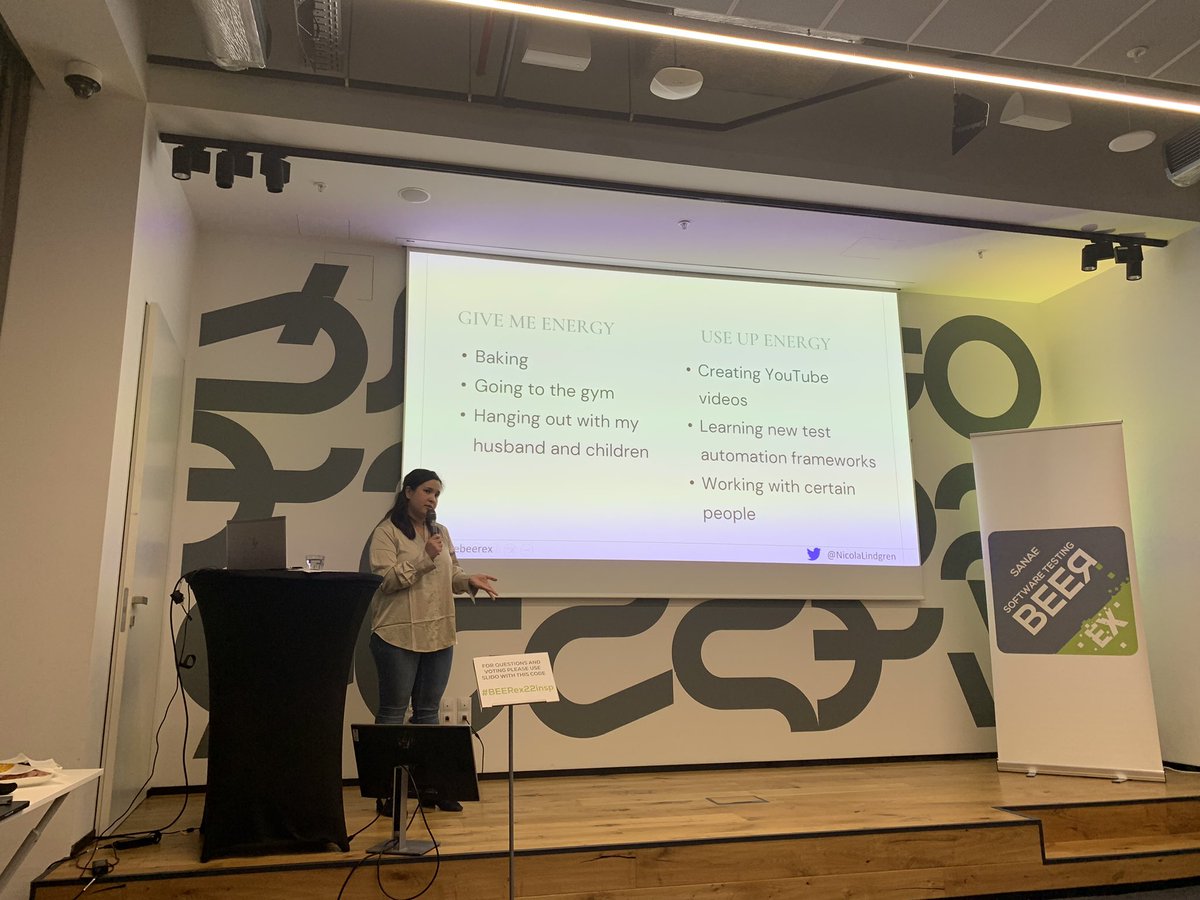 GIVE ME ENERGY
• Baking
• Going to the gym
• Hanging out with my
husband and children
USE UP ENERGY
• Creating YouTube
videos
• Learning new test
automation frameworks
• Working with certain
people
ebeerex
@NicolaLindgren
FOR QUESTIONS AND
VOTING PLEASE USE
SLIDO WITH THIS CODE
#BEERex22insp
SANAE
SOFTWARE TESTING
BEEЯ
EX